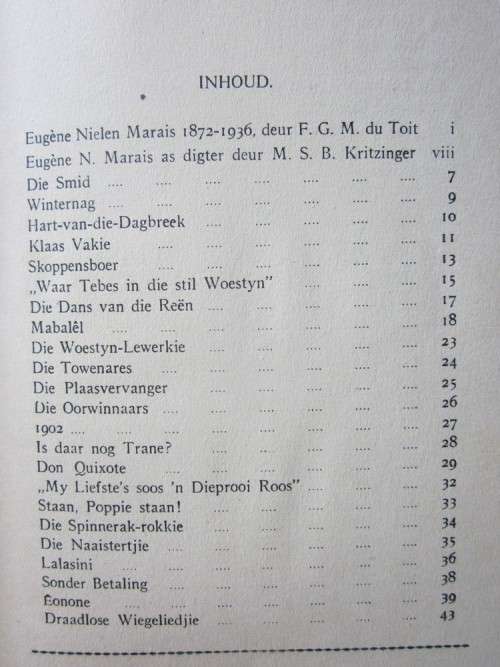 INHOUD.
Eugène Nielen Marais 1872-1936, deur F. G. M. du Toit i
Eugène N. Marais as digter deur M. S. B. Kritzinger viii
Die Smid .... .... .... .... .... .... .... 7
Winternag .... .... .... .... .... .... .... 9
Hart-van-die-Dagbreek .... .... .... .... .... 10
Klaas Vakie .... .... .... .... .... .... 11
Skoppensboer .... .... .... .... .... .... 13
„Waar Tebes in die stil Woestyn” .... .... .... .... 15
Die Dans van die Reën .... .... .... .... .... 17
Mabalêl .... .... .... .... .... .... .... 18
Die Woestyn-Lewerkie .... .... .... .... .... 23
Die Towenares .... .... .... .... .... .... 24
Die Plaasvervanger .... .... .... .... .... 25
Die Oorwinnaars .... .... .... .... .... .... 26
1902 .... .... .... .... .... .... .... .... 27
Is daar nog Trane? .... .... .... .... .... 28
Don Quixote .... .... .... .... .... .... 29
„My Liefste's soos 'n Dieprooi Roos” .... .... .... 32
Staan, Poppie staan! .... .... .... .... .... 33
Die Spinnerak-rokkie .... .... .... .... .... 34
Die Naaistertjie .... .... .... .... .... .... 35
Lalasini .... .... .... .... .... .... .... 36
Sonder Betaling .... .... .... .... .... .... 38
Eonone .... .... .... .... .... .... .... 39
Draadlose Wiegeliedjie .... .... .... .... .... 43